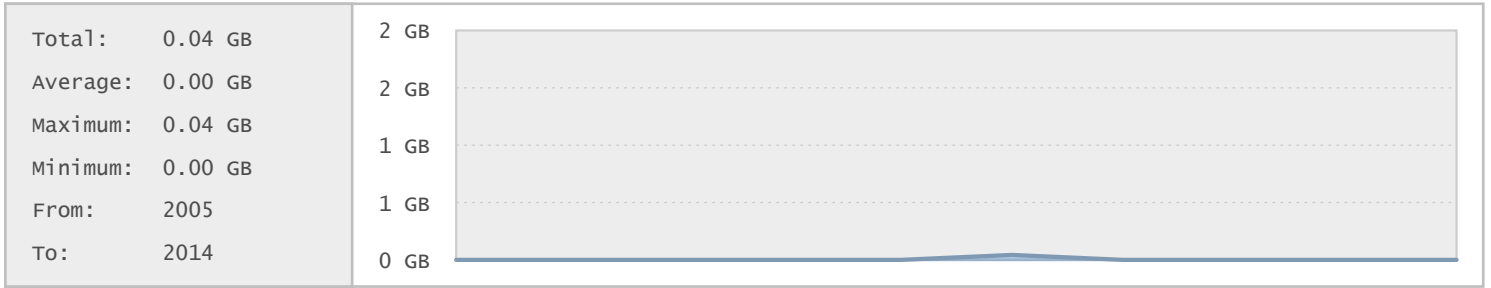 Total: 0.04 GB
Average: 0.00 GB
Maximum: 0.04 GB
Minimum: 0.00 GB
From: 2005
To: 2014
2 GB
2 GB
1 GB
1 GB
0 GB